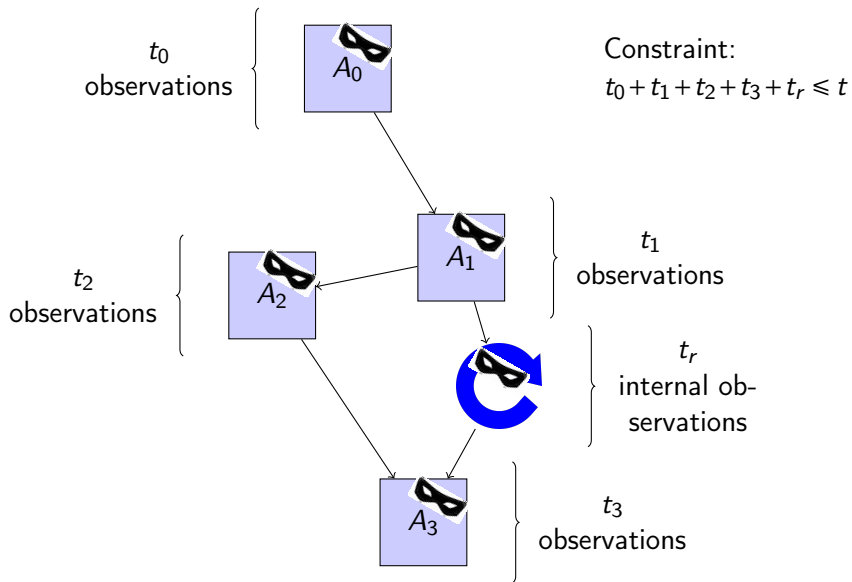 t₀
observations
A₀
Constraint:
t₀ + t₁ + t₂ + t₃ + tᵣ ⩽ t
t₂
observations
A₂
A₁
t₁
observations
tᵣ
internal ob-
servations
A₃
t₃
observations